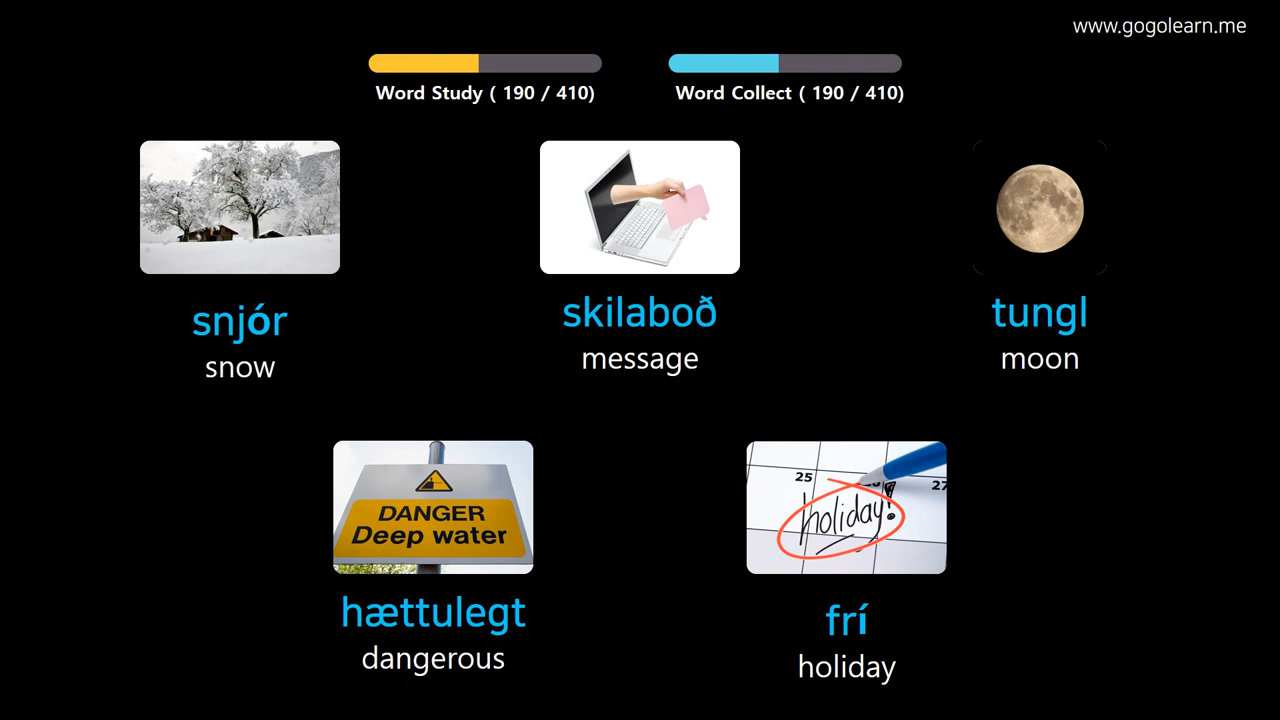 www.gogolearn.me
Word Study ( 190 / 410)
Word Collect ( 190 / 410)
snjór
snow
skilaboð
message
tungl
moon
DANGER
Deep water
hættulegt
dangerous
25
27
holiday!
frí
holiday